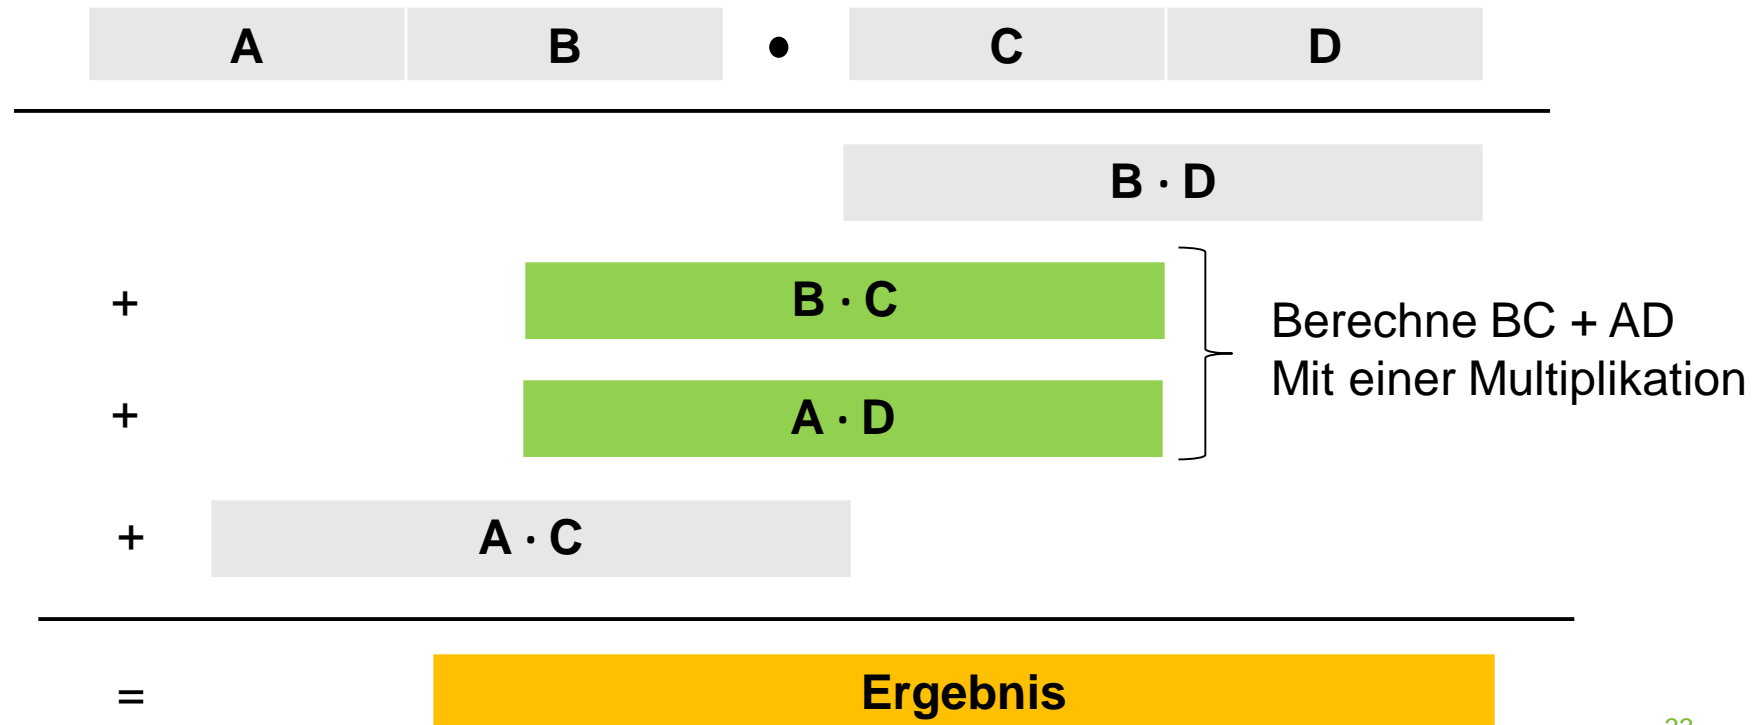 A B • C D
B · D
+ B · C
Berechne BC + AD
Mit einer Multiplikation
+ A · D
+ A · C
= Ergebnis